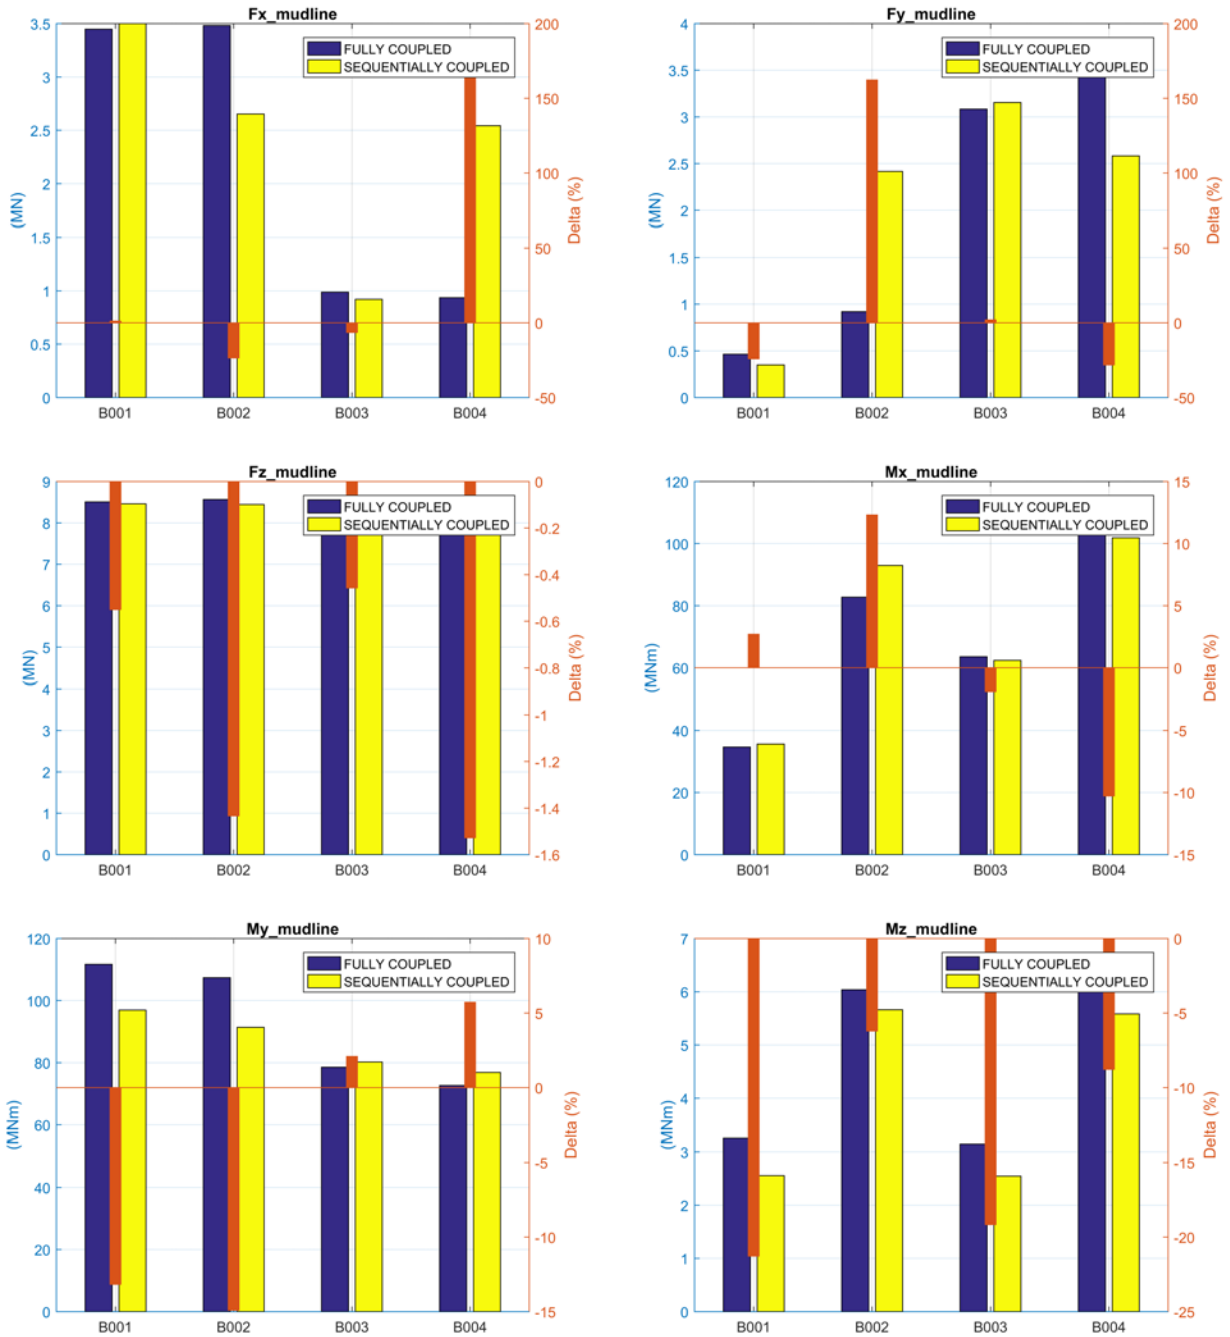 Fx_mudline
3.5
3
2.5
2
1.5
1
0.5
0
(MN)
FULLY COUPLED
SEQUENTIALLY COUPLED
200
150
100
50
0
-50
Delta (%)
B001 B002 B003 B004
Fy_mudline
4
3.5
3
2.5
2
1.5
1
0.5
0
(MN)
FULLY COUPLED
SEQUENTIALLY COUPLED
200
150
100
50
0
-50
Delta (%)
B001 B002 B003 B004
Fz_mudline
9
8
7
6
5
4
3
2
1
0
(MN)
FULLY COUPLED
SEQUENTIALLY COUPLED
0
-0.2
-0.4
-0.6
-0.8
-1
-1.2
-1.4
-1.6
Delta (%)
B001 B002 B003 B004
Mx_mudline
120
100
80
60
40
20
0
(MNm)
FULLY COUPLED
SEQUENTIALLY COUPLED
15
10
5
0
-5
-10
-15
Delta (%)
B001 B002 B003 B004
My_mudline
120
100
80
60
40
20
0
(MNm)
FULLY COUPLED
SEQUENTIALLY COUPLED
10
5
0
-5
-10
-15
Delta (%)
B001 B002 B003 B004
Mz_mudline
7
6
5
4
3
2
1
0
(MNm)
FULLY COUPLED
SEQUENTIALLY COUPLED
0
-5
-10
-15
-20
-25
Delta (%)
B001 B002 B003 B004